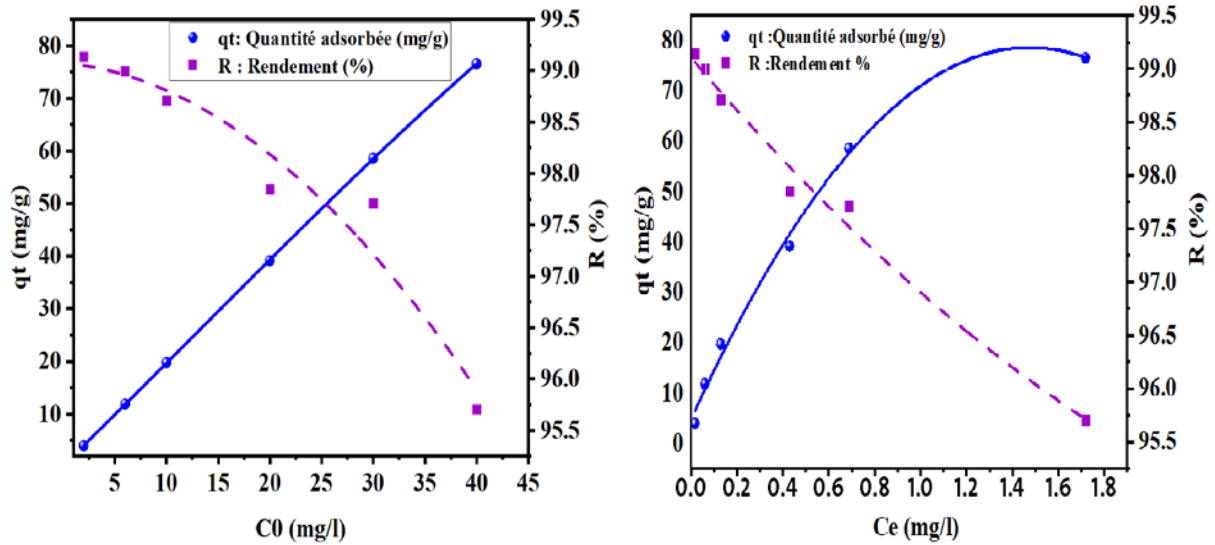 qt: Quantité adsorbée (mg/g)
R : Rendement (%)
80
70
60
50
40
30
20
10
qt (mg/g)
99.5
99.0
98.5
98.0
97.5
97.0
96.5
96.0
95.5
R (%)
5 10 15 20 25 30 35 40 45
C0 (mg/l)
qt :Quantité adsorbé (mg/g)
R :Rendement %
80
70
60
50
40
30
20
10
0
qt (mg/g)
99.5
99.0
98.5
98.0
97.5
97.0
96.5
96.0
95.5
R (%)
0.0 0.2 0.4 0.6 0.8 1.0 1.2 1.4 1.6 1.8
Ce (mg/l)